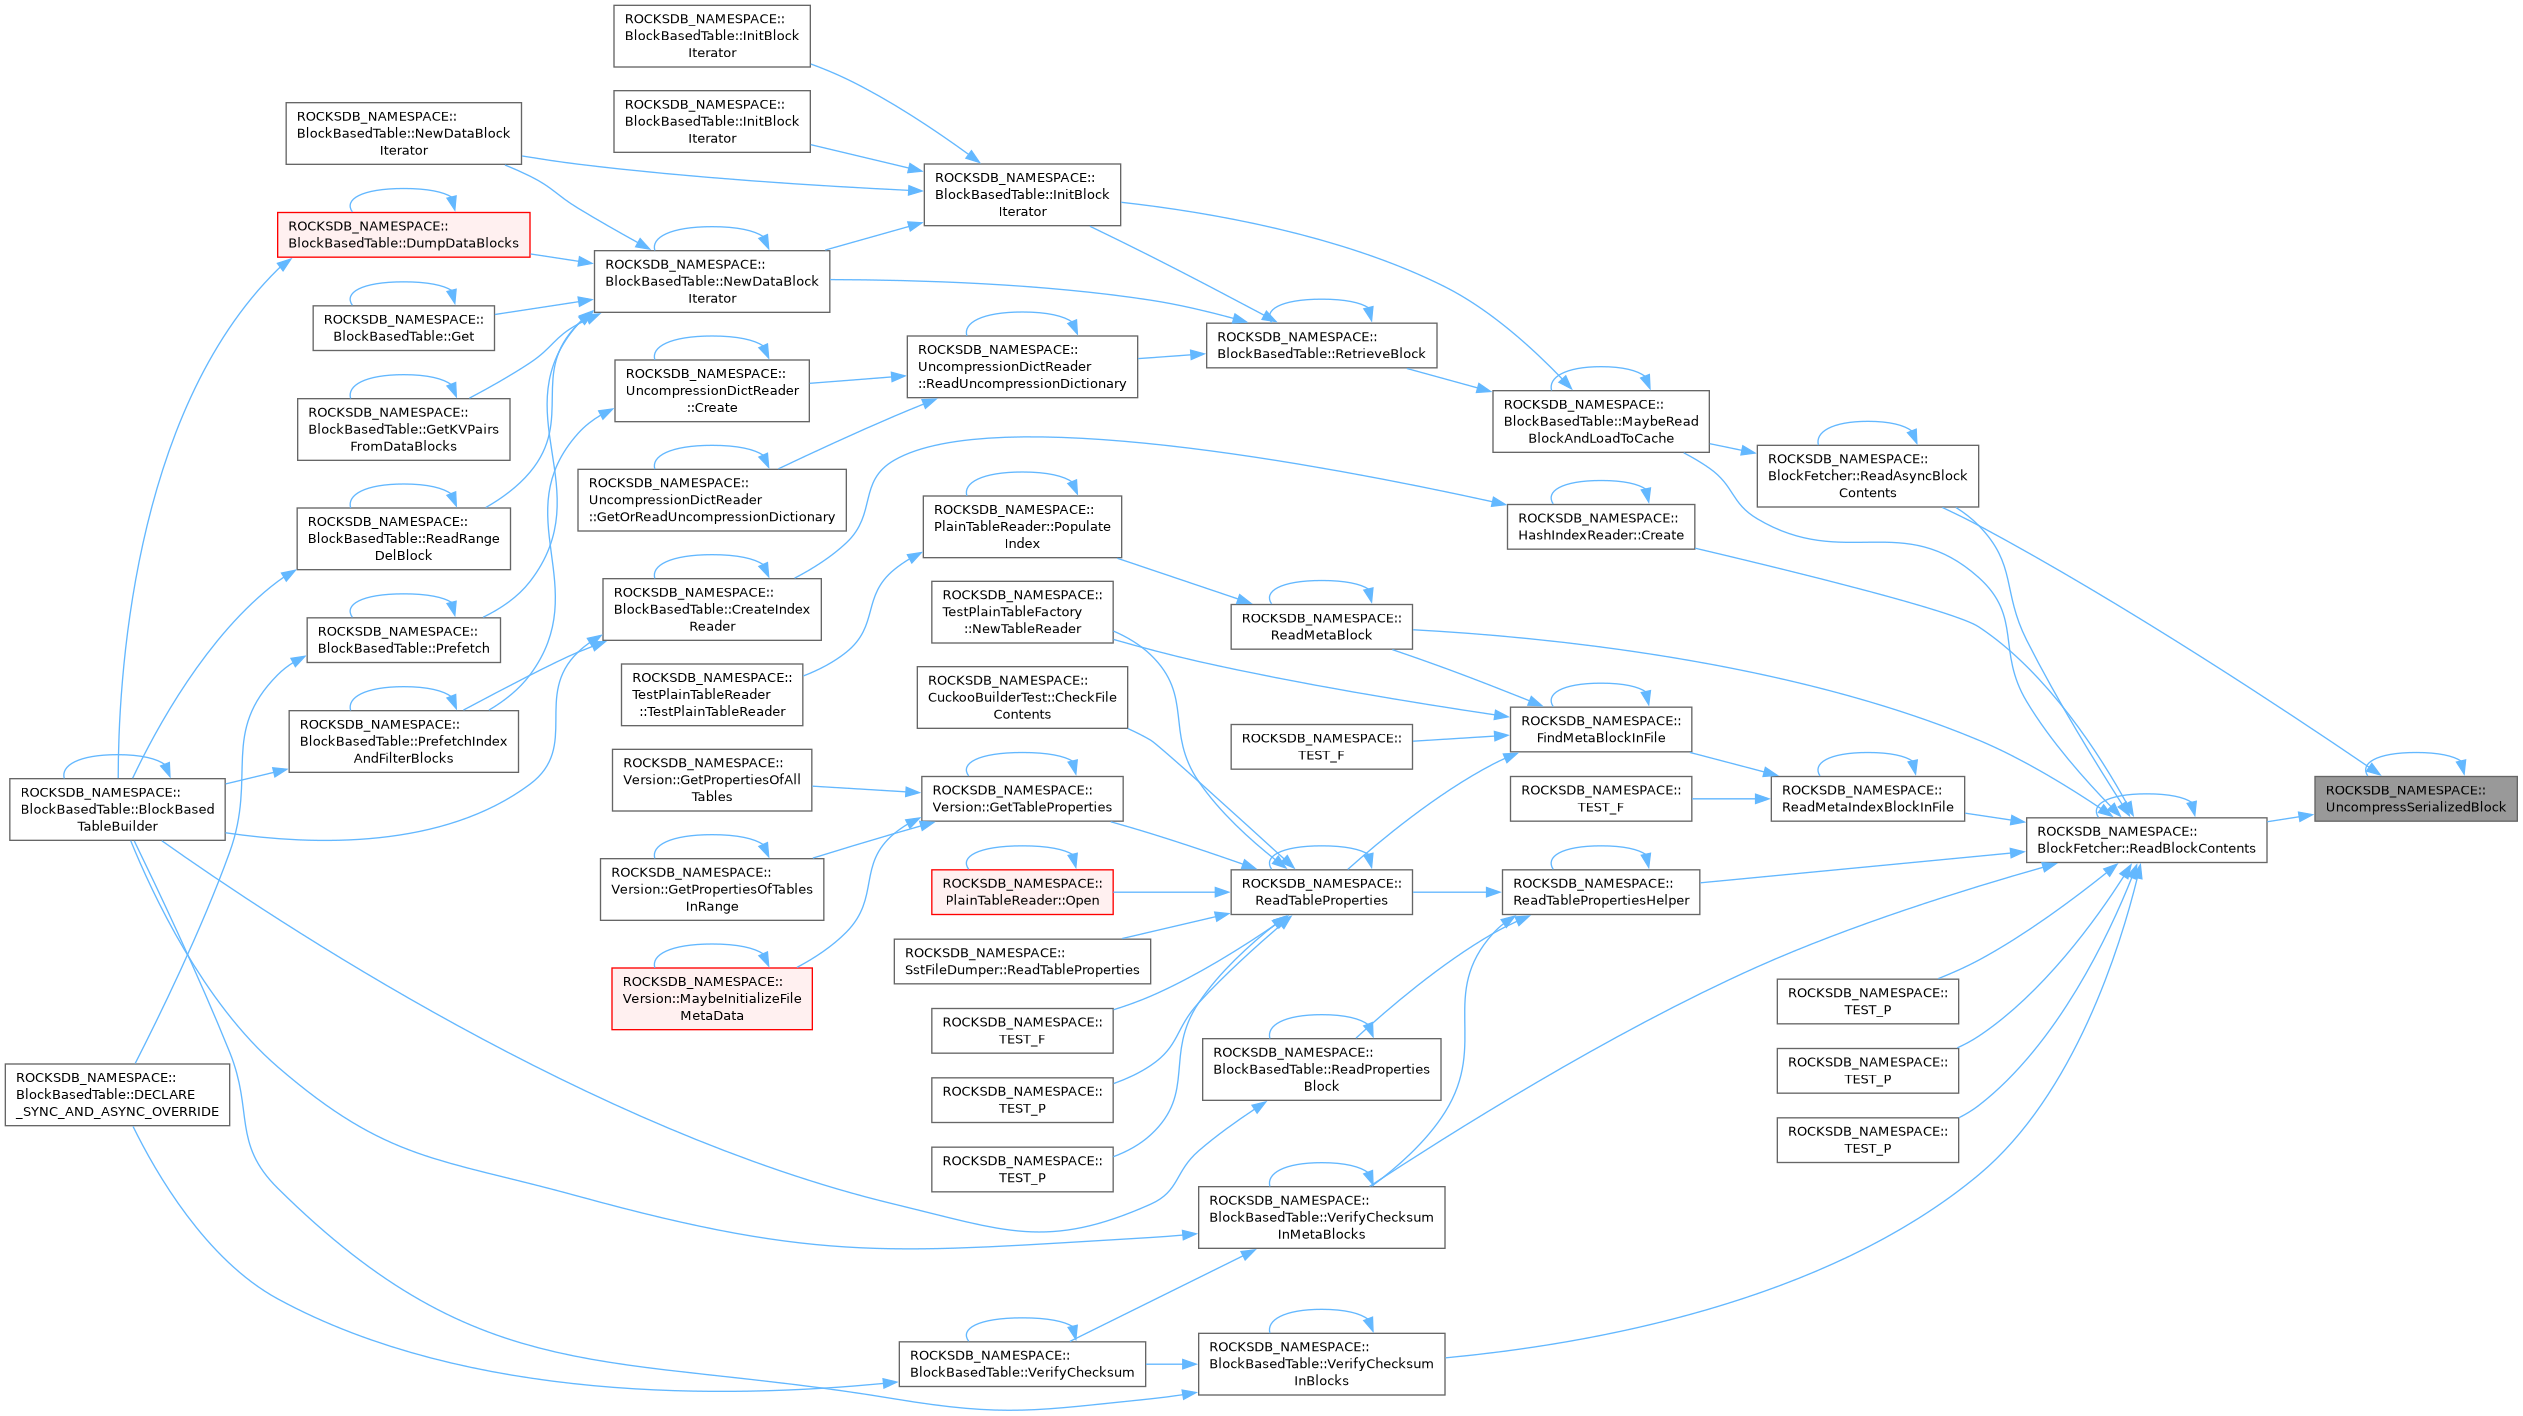 ROCKSDB_NAMESPACE::
BlockBasedTable::InitBlock
Iterator
ROCKSDB_NAMESPACE::
BlockBasedTable::InitBlock
Iterator
ROCKSDB_NAMESPACE::
BlockBasedTable::NewDataBlock
Iterator
ROCKSDB_NAMESPACE::
BlockBasedTable::InitBlock
Iterator
ROCKSDB_NAMESPACE::
BlockBasedTable::DumpDataBlocks
ROCKSDB_NAMESPACE::
BlockBasedTable::NewDataBlock
Iterator
ROCKSDB_NAMESPACE::
BlockBasedTable::Get
ROCKSDB_NAMESPACE::
BlockBasedTable::RetrieveBlock
ROCKSDB_NAMESPACE::
UncompressionDictReader
::ReadUncompressionDictionary
ROCKSDB_NAMESPACE::
UncompressionDictReader
::Create
ROCKSDB_NAMESPACE::
BlockBasedTable::MaybeRead
BlockAndLoadToCache
ROCKSDB_NAMESPACE::
BlockBasedTable::GetKVPairs
FromDataBlocks
ROCKSDB_NAMESPACE::
BlockFetcher::ReadAsyncBlock
Contents
ROCKSDB_NAMESPACE::
UncompressionDictReader
::GetOrReadUncompressionDictionary
ROCKSDB_NAMESPACE::
PlainTableReader::Populate
Index
ROCKSDB_NAMESPACE::
HashIndexReader::Create
ROCKSDB_NAMESPACE::
BlockBasedTable::ReadRange
DelBlock
ROCKSDB_NAMESPACE::
BlockBasedTable::CreateIndex
Reader
ROCKSDB_NAMESPACE::
TestPlainTableFactory
::NewTableReader
ROCKSDB_NAMESPACE::
ReadMetaBlock
ROCKSDB_NAMESPACE::
BlockBasedTable::Prefetch
ROCKSDB_NAMESPACE::
TestPlainTableReader
::TestPlainTableReader
ROCKSDB_NAMESPACE::
CuckooBuilderTest::CheckFile
Contents
ROCKSDB_NAMESPACE::
FindMetaBlockInFile
ROCKSDB_NAMESPACE::
BlockBasedTable::PrefetchIndex
AndFilterBlocks
ROCKSDB_NAMESPACE::
TEST_F
ROCKSDB_NAMESPACE::
Version::GetPropertiesOfAll
Tables
ROCKSDB_NAMESPACE::
Version::GetTableProperties
ROCKSDB_NAMESPACE::
TEST_F
ROCKSDB_NAMESPACE::
ReadMetaIndexBlockInFile
ROCKSDB_NAMESPACE::
UncompressSerializedBlock
ROCKSDB_NAMESPACE::
BlockBasedTable::BlockBased
TableBuilder
ROCKSDB_NAMESPACE::
BlockFetcher::ReadBlockContents
ROCKSDB_NAMESPACE::
Version::GetPropertiesOfTables
InRange
ROCKSDB_NAMESPACE::
PlainTableReader::Open
ROCKSDB_NAMESPACE::
ReadTableProperties
ROCKSDB_NAMESPACE::
ReadTablePropertiesHelper
ROCKSDB_NAMESPACE::
SstFileDumper::ReadTableProperties
ROCKSDB_NAMESPACE::
Version::MaybeInitializeFile
MetaData
ROCKSDB_NAMESPACE::
TEST_P
ROCKSDB_NAMESPACE::
TEST_F
ROCKSDB_NAMESPACE::
BlockBasedTable::ReadProperties
Block
ROCKSDB_NAMESPACE::
TEST_P
ROCKSDB_NAMESPACE::
BlockBasedTable::DECLARE
_SYNC_AND_ASYNC_OVERRIDE
ROCKSDB_NAMESPACE::
TEST_P
ROCKSDB_NAMESPACE::
TEST_P
ROCKSDB_NAMESPACE::
TEST_P
ROCKSDB_NAMESPACE::
BlockBasedTable::VerifyChecksum
InMetaBlocks
ROCKSDB_NAMESPACE::
BlockBasedTable::VerifyChecksum
ROCKSDB_NAMESPACE::
BlockBasedTable::VerifyChecksum
InBlocks